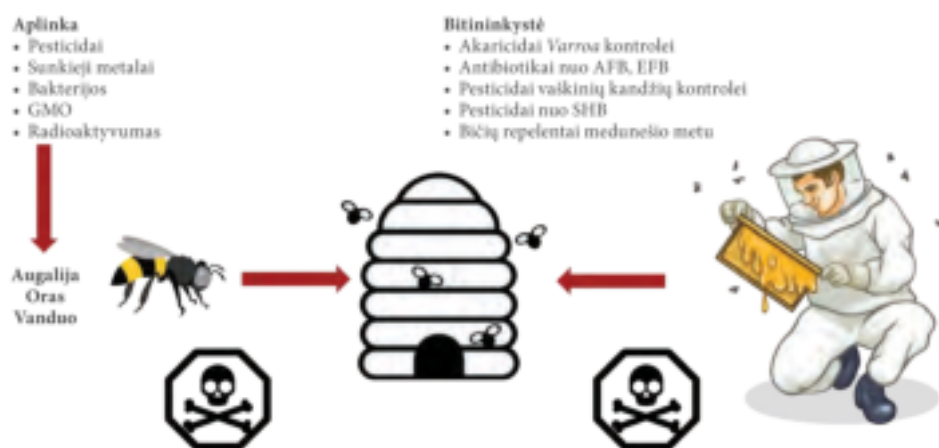 Aplinka
• Pesticidai
• Sunkieji metalai
• Bakterijos
• GMO
• Radioaktyvumas
Augalija
Oras
Vanduo
Bitininkystė
• Akaricidai Varroa kontrolei
• Antibiotikai nuo AFB, EFB
• Pesticidai vaškinių kandžių kontrolei
• Pesticidai nuo SHB
• Bičių repelentai medunešio metu